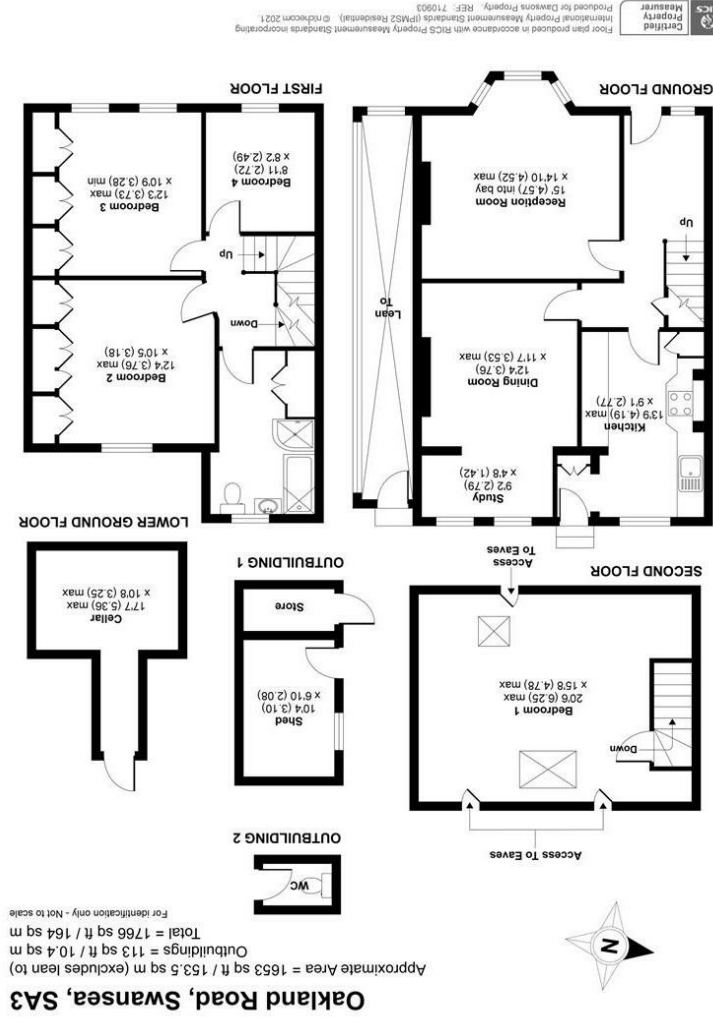 Oakland Road, Swansea, SA3
Approximate Area = 1653 sq ft / 153.5 sq m (excludes lean to)
Outbuildings = 113 sq ft / 10.4 sq m
Total = 1766 sq ft / 164 sq m
For identification only - Not to scale
N
WC
OUTBUILDING 2
Access To Eaves
Down
Bedroom 1
20'6 (6.25) max
x 15'8 (4.78) max
Access
To Eaves
SECOND FLOOR
Shed
10'4 (3.10)
x 6'10 (2.08)
Store
OUTBUILDING 1
Cellar
17'7 (5.36) max
x 10'8 (3.25) max
LOWER GROUND FLOOR
Study
9'2 (2.79)
x 4'8 (1.42)
Kitchen
13'9 (4.19) max
x 9'1 (2.77)
Dining Room
12'4 (3.76)
x 11'7 (3.53) max
Lean
To
Up
Reception Room
15' (4.57) into bay
x 14'10 (4.52) max
GROUND FLOOR
Bedroom 2
12'4 (3.76) max
x 10'5 (3.18)
Down
Up
Bedroom 3
12'3 (3.73) max
x 10'9 (3.28) min
Bedroom 4
8'11 (2.72)
x 8'2 (2.49)
FIRST FLOOR
Certified
Property
Measurer
RICS
Floor plan produced in accordance with RICS Property Measurement Standards incorporating
International Property Measurement Standards (IPMS2 Residential). ©nichecom 2021.
Produced for Dawsons Property. REF: 710903